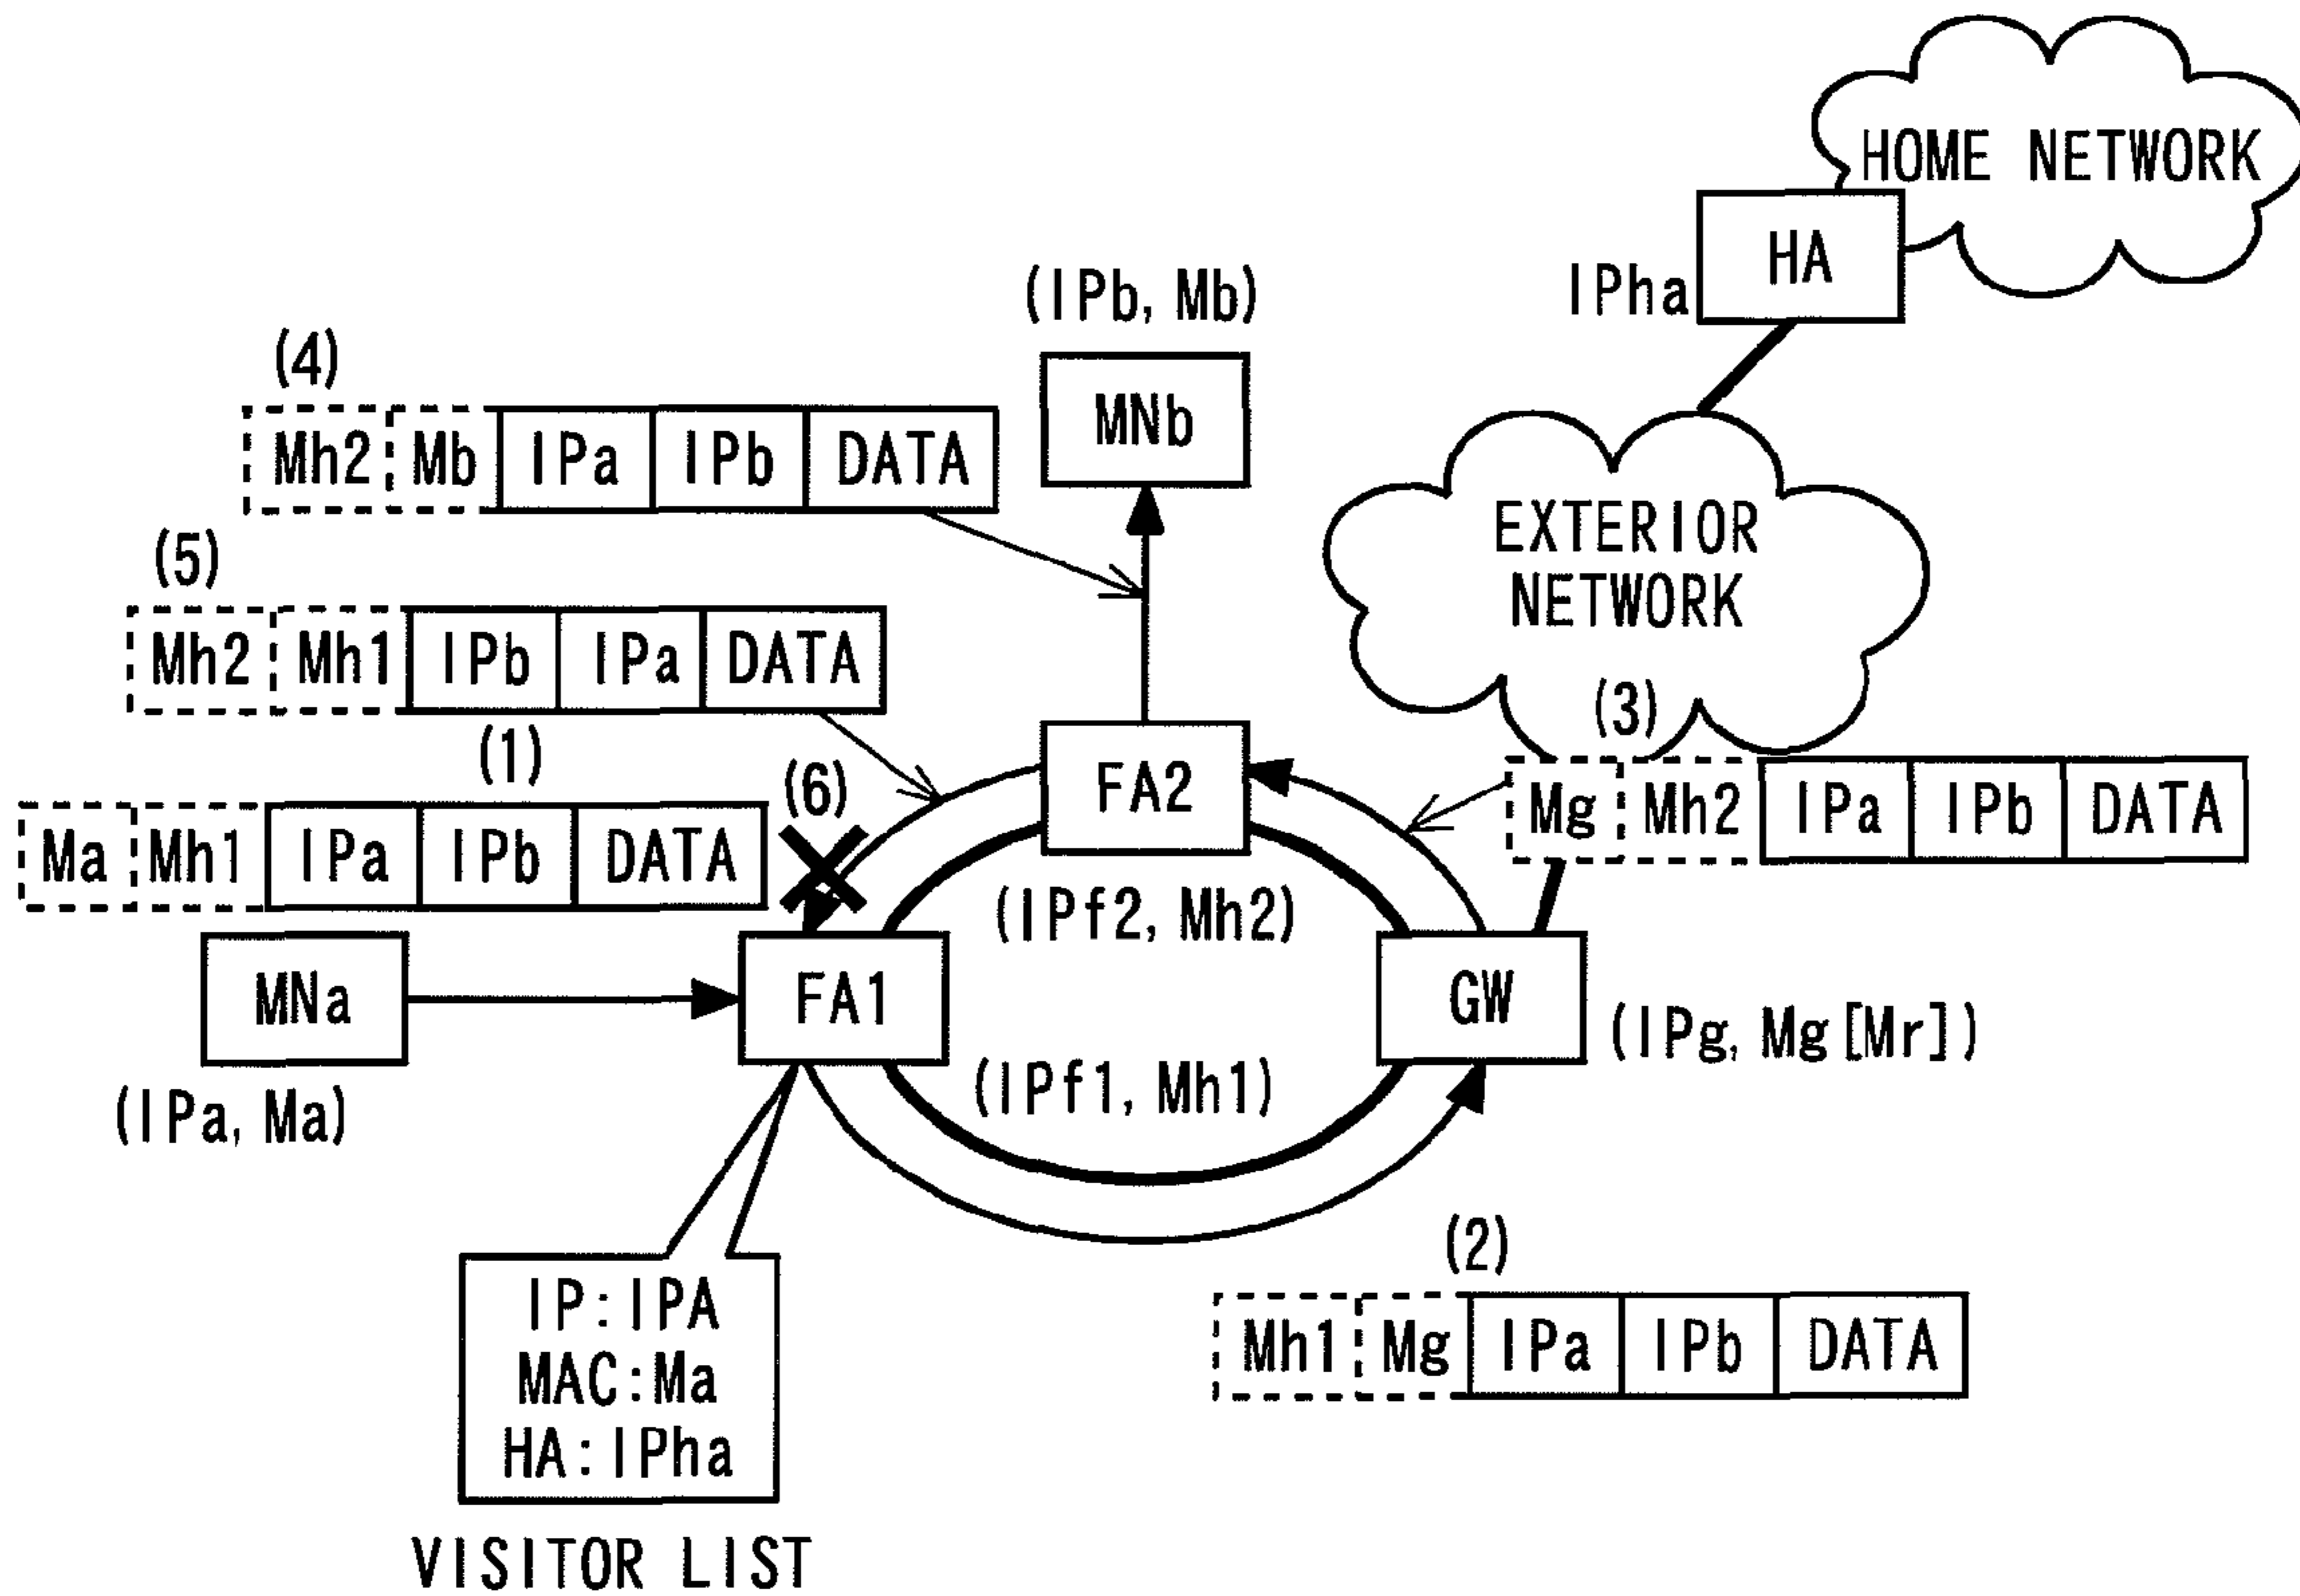 HOME NETWORK
HA
IPha
(IPb, Mb)
(4)
Mh2 Mb IPa IPb DATA
MNb
EXTERIOR
NETWORK
(5)
Mh2 Mh1 IPb IPa DATA
(3)
Mg Mh2 IPa IPb DATA
(1)
Ma Mh1 IPa IPb DATA
(6)
FA2
(IPf2, Mh2)
MNa
(IPa, Ma)
FA1
(IPf1, Mh1)
GW
(IPg, Mg[Mr])
(2)
Mh1 Mg IPa IPb DATA
IP:IPA
MAC:Ma
HA:IPha
VISITOR LIST